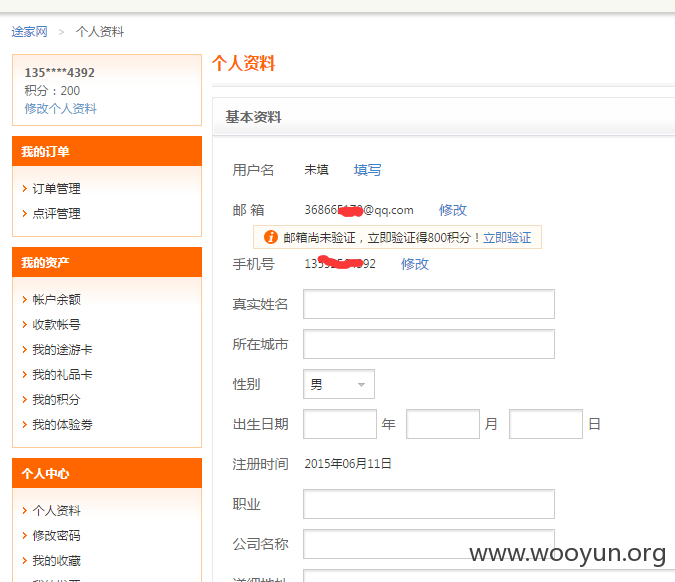 途家网 > 个人资料
135****4392
积分：200
修改个人资料
我的订单
订单管理
点评管理
我的资产
帐户余额
收款帐号
我的途游卡
我的礼品卡
我的积分
我的体验券
个人中心
个人资料
修改密码
我的收藏
个人资料
基本资料
用户名 未填 填写
邮 箱 @qq.com 修改
邮箱尚未验证，立即验证得800积分！立即验证
手机号 修改
真实姓名
所在城市
性别 男
出生日期 年 月 日
注册时间 2015年06月11日
职业
公司名称
www.wooyun.org